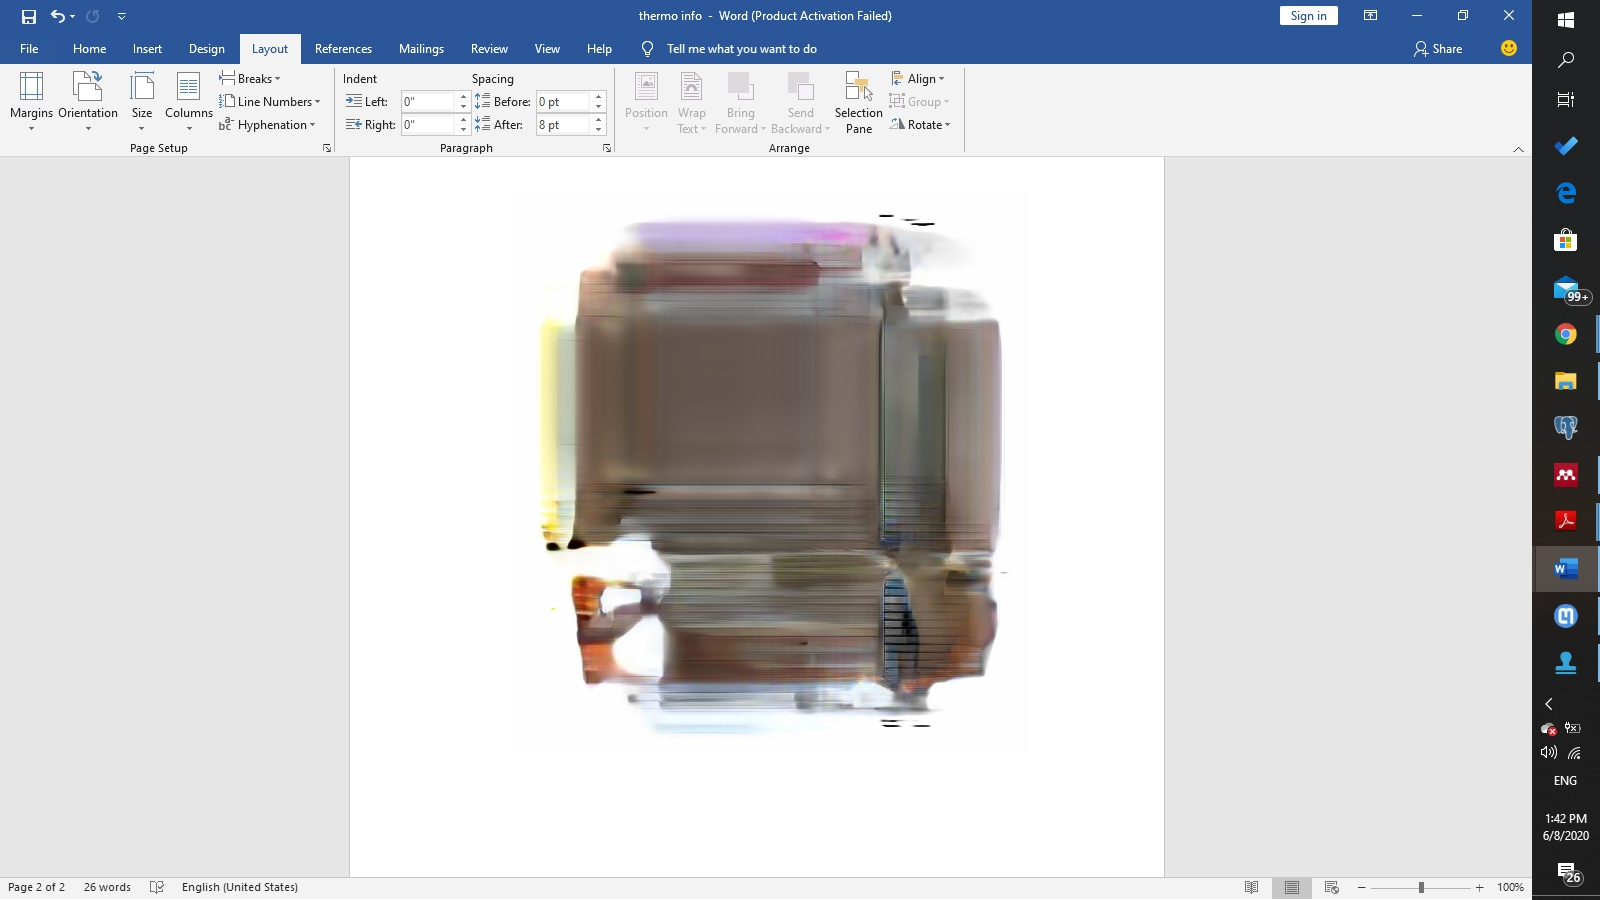 thermo info - Word (Product Activation Failed)
Sign in
File Home Insert Design Layout References Mailings Review View Help Tell me what you want to do
Share
Margins
Orientation
Size
Columns
Breaks
Line Numbers
Hyphenation
Page Setup
Indent
Left: 0"
Right: 0"
Spacing
Before: 0 pt
After: 8 pt
Paragraph
Position
Wrap
Text
Bring
Forward
Send
Backward
Selection
Pane
Align
Group
Rotate
Arrange
99+
W
ENG
1:42 PM
6/8/2020
26
Page 2 of 2 26 words English (United States)
100%